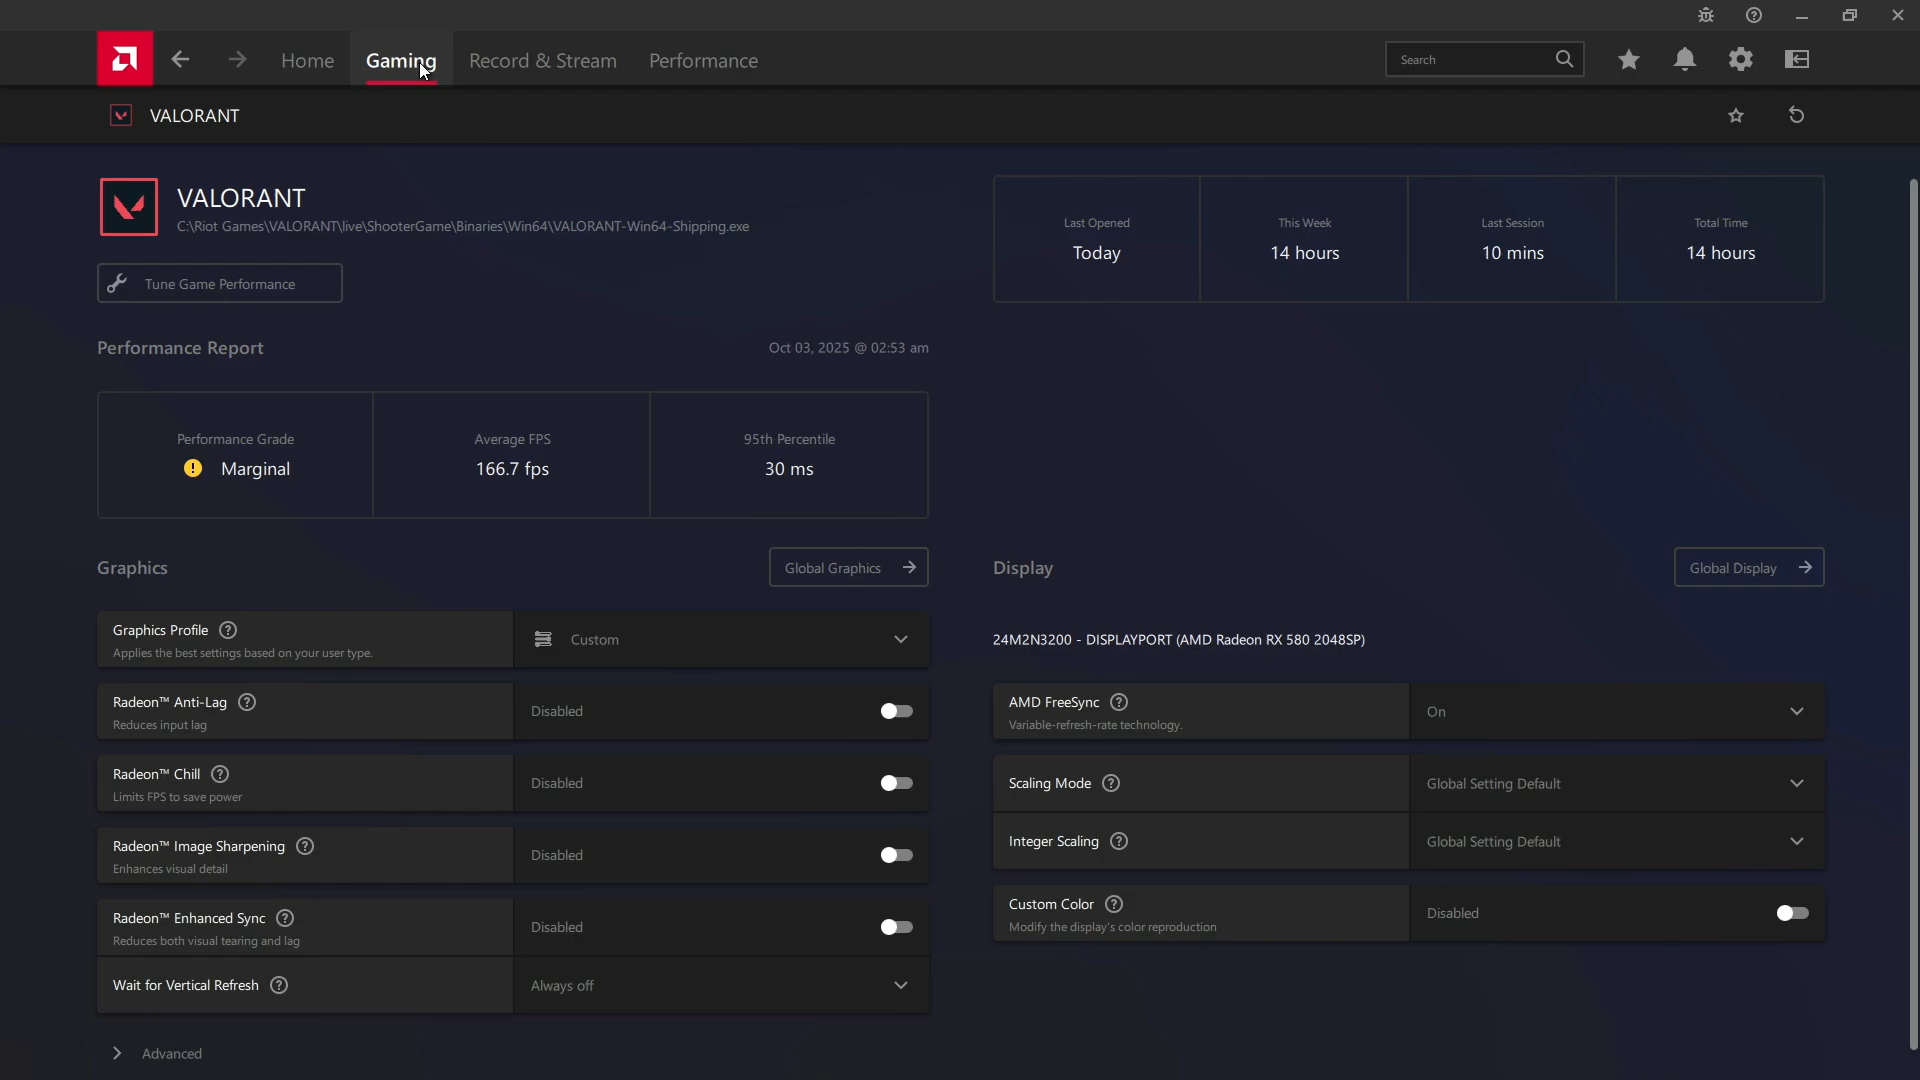 Home
Gaming
Record & Stream
Performance
Search
VALORANT
VALORANT
C:\Riot Games\VALORANT\live\ShooterGame\Binaries\Win64\VALORANT-Win64-Shipping.exe
Tune Game Performance
Last Opened
Today
This Week
14 hours
Last Session
10 mins
Total Time
14 hours
Performance Report
Oct 03, 2025 @ 02:53 am
Performance Grade
Marginal
Average FPS
166.7 fps
95th Percentile
30 ms
Graphics
Global Graphics
Graphics Profile
Applies the best settings based on your user type.
Custom
Radeon™ Anti-Lag
Reduces input lag
Disabled
Radeon™ Chill
Limits FPS to save power
Disabled
Radeon™ Image Sharpening
Enhances visual detail
Disabled
Radeon™ Enhanced Sync
Reduces both visual tearing and lag
Disabled
Wait for Vertical Refresh
Always off
Advanced
Display
Global Display
24M2N3200 - DISPLAYPORT (AMD Radeon RX 580 2048SP)
AMD FreeSync
Variable-refresh-rate technology.
On
Scaling Mode
Global Setting Default
Integer Scaling
Global Setting Default
Custom Color
Modify the display's color reproduction
Disabled